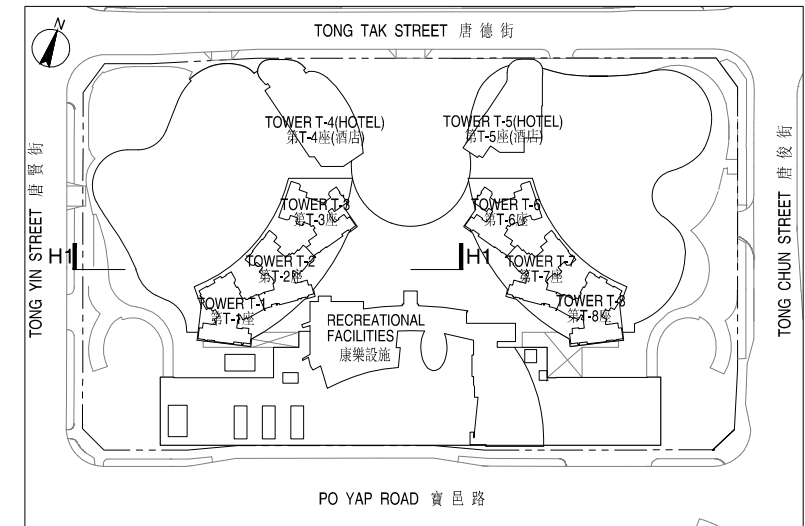 N
TONG TAK STREET 唐德街
TOWER T-4(HOTEL)
第T-4座(酒店)
TOWER T-5(HOTEL)
第T-5座(酒店)
TONG YIN STREET 唐賢街
TONG CHUN STREET 唐俊街
TOWER T-3
第T-3座
TOWER T-6
第T-6座
H1
H1
TOWER T-2
第T-2座
TOWER T-7
第T-7座
TOWER T-1
第T-1座
TOWER T-8
第T-8座
RECREATIONAL
FACILITIES
康樂設施
PO YAP ROAD 寶邑路